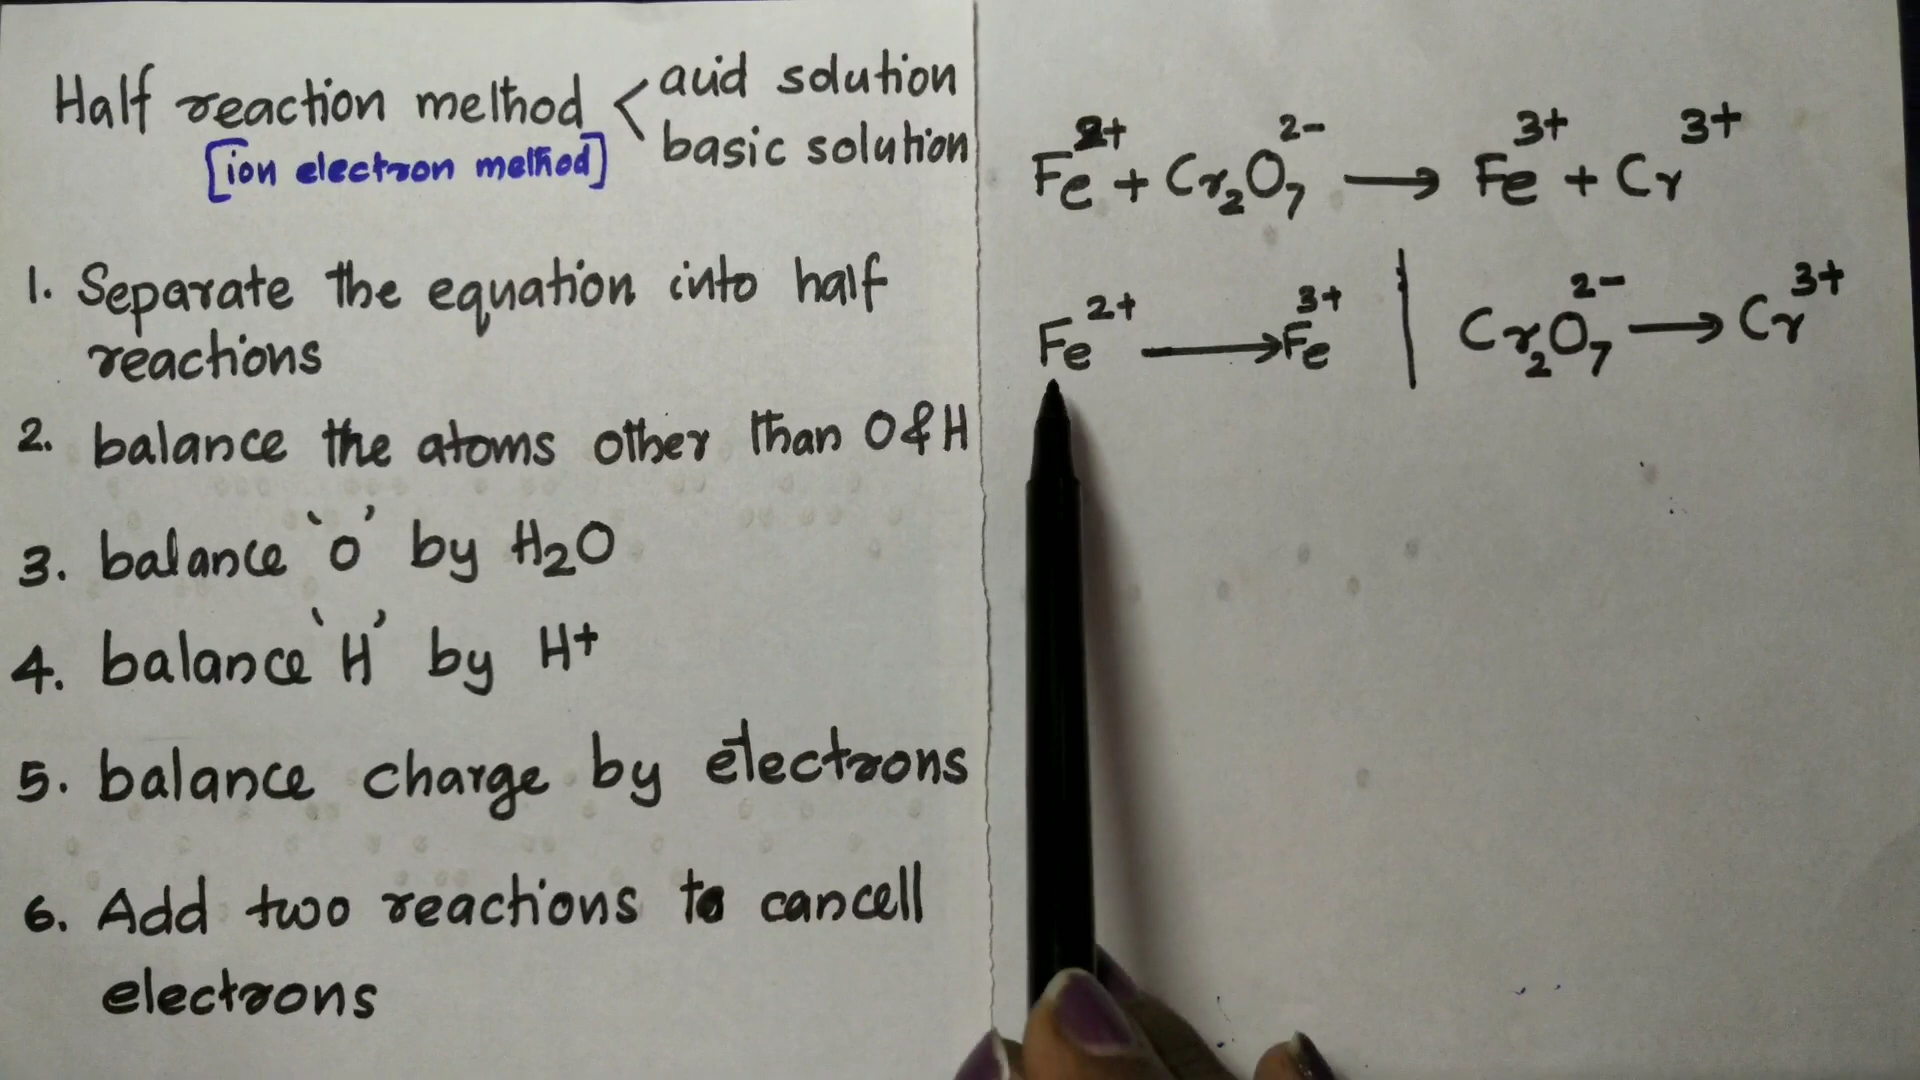 Half reaction method < acid solution
basic solution
[ion electron method]
1. Separate the equation into half
reactions
2. balance the atoms other than O & H
3. balance 'O' by H₂O
4. balance 'H' by H+
5. balance charge by electrons
6. Add two reactions to cancell
electrons
Fe²⁺ + Cr₂O₇²⁻ → Fe³⁺ + Cr³⁺
Fe²⁺ → Fe³⁺ | Cr₂O₇²⁻ → Cr³⁺